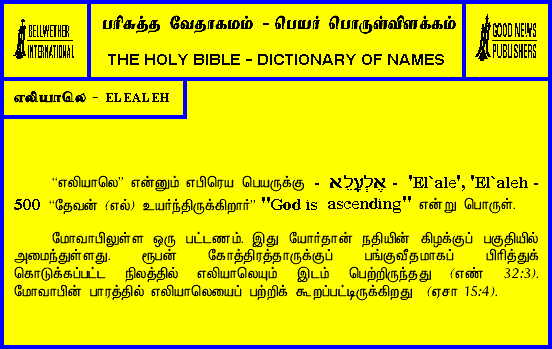 BELLWETHER
INTERNATIONAL
பரிசுத்த வேதாகமம் - பெயர் பொருள்விளக்கம்
THE HOLY BIBLE - DICTIONARY OF NAMES
GOOD NEWS
PUBLISHERS
எலியாலெ - ELEALEH
“எலியாலெ” என்னும் எபிரெய பெயருக்கு - אֶלְעָלֵא - 'El`ale', 'El`aleh -
500 “தேவன் (எல்) உயர்ந்திருக்கிறார்” "God is ascending" என்று பொருள்.
மோவாபிலுள்ள ஒரு பட்டணம். இது யோர்தான் நதியின் கிழக்குப் பகுதியில்
அமைந்துள்ளது. ரூபன் கோத்திரத்தாருக்குப் பங்குவீதமாகப் பிரித்துக்
கொடுக்கப்பட்ட நிலத்தில் எலியாலெயும் இடம் பெற்றிருந்தது (எண் 32:3).
மோவாபின் பாரத்தில் எலியாலெயைப் பற்றிக் கூறப்பட்டிருக்கிறது (ஏசா 15:4).